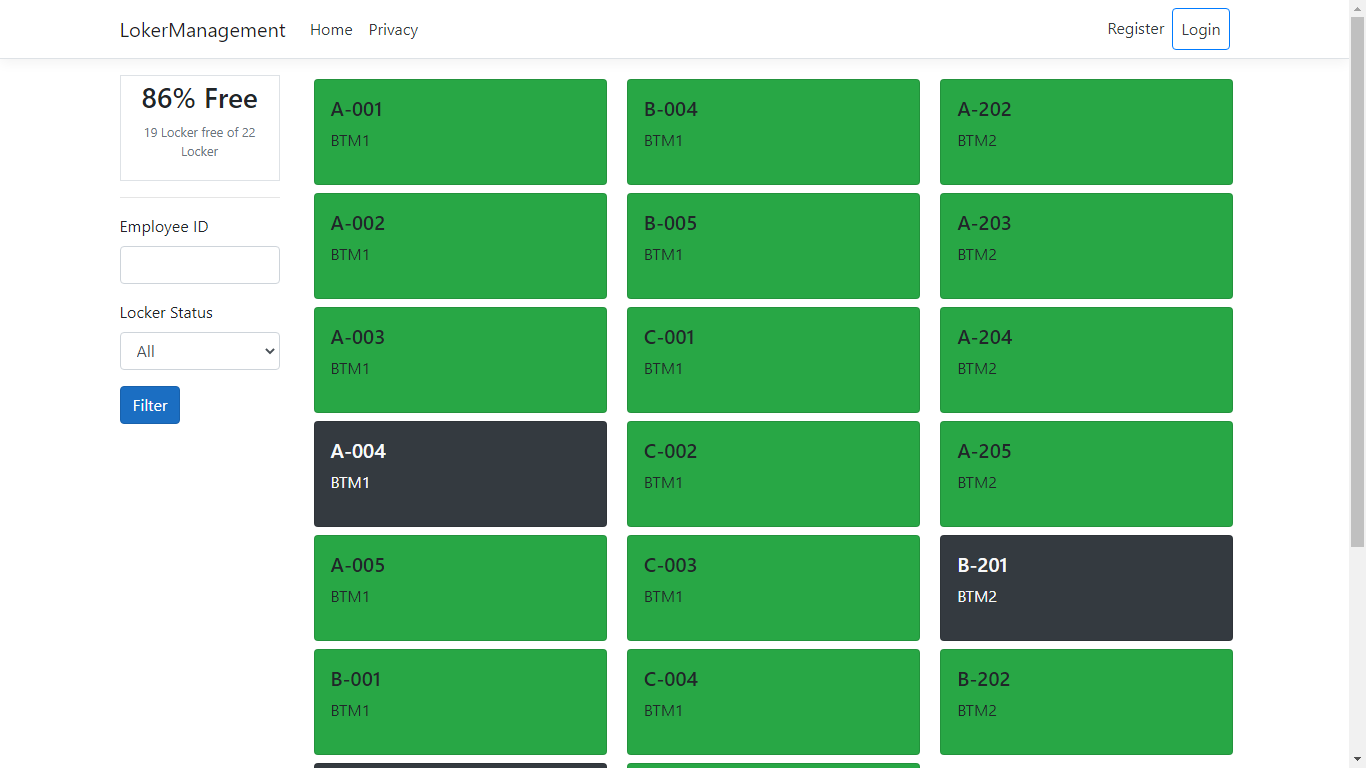 LokerManagement
Home
Privacy
Register
Login
86% Free
19 Locker free of 22
Locker
Employee ID
Locker Status
All
Filter
A-001
BTM1
A-002
BTM1
A-003
BTM1
A-004
BTM1
A-005
BTM1
B-001
BTM1
B-004
BTM1
B-005
BTM1
C-001
BTM1
C-002
BTM1
C-003
BTM1
C-004
BTM1
A-202
BTM2
A-203
BTM2
A-204
BTM2
A-205
BTM2
B-201
BTM2
B-202
BTM2